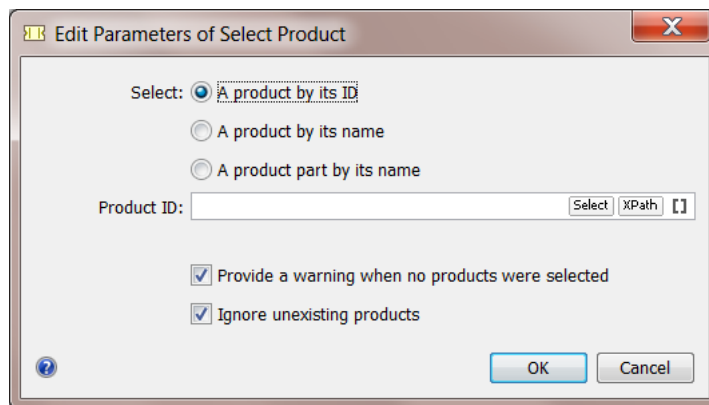 Edit Parameters of Select Product
Select: A product by its ID
A product by its name
A product part by its name
Product ID: Select XPath []
Provide a warning when no products were selected
Ignore unexisting products
OK Cancel